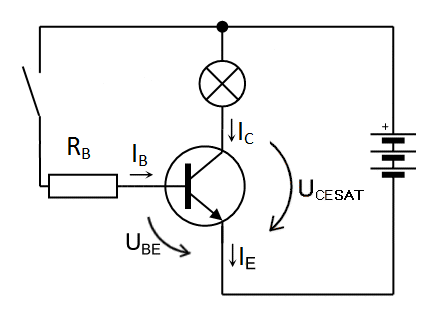 +
I_C
R_B
I_B
U_CESAT
U_BE
I_E